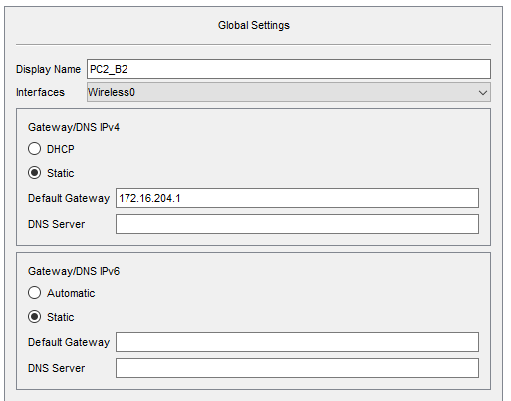 Global Settings
Display Name PC2_B2
Interfaces Wireless0
Gateway/DNS IPv4
DHCP
Static
Default Gateway 172.16.204.1
DNS Server
Gateway/DNS IPv6
Automatic
Static
Default Gateway
DNS Server